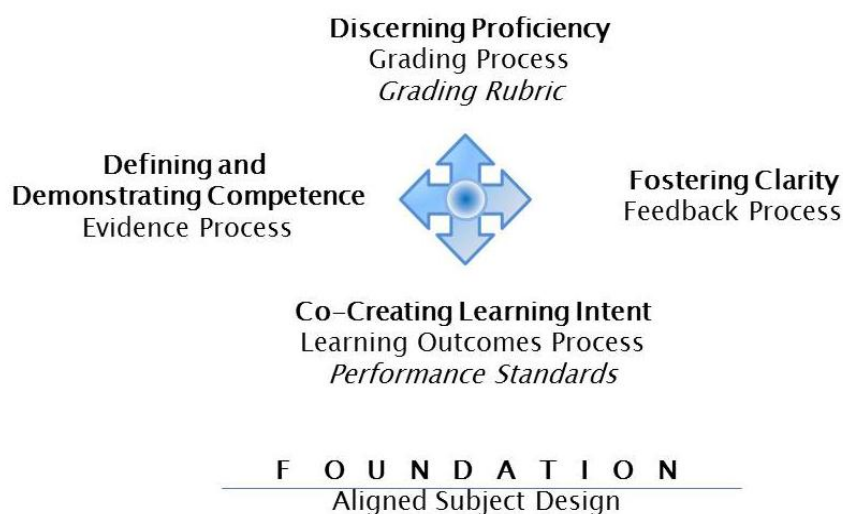 Discerning Proficiency
Grading Process
Grading Rubric
Defining and
Demonstrating Competence
Evidence Process
Fostering Clarity
Feedback Process
Co-Creating Learning Intent
Learning Outcomes Process
Performance Standards
F O U N D A T I O N
Aligned Subject Design